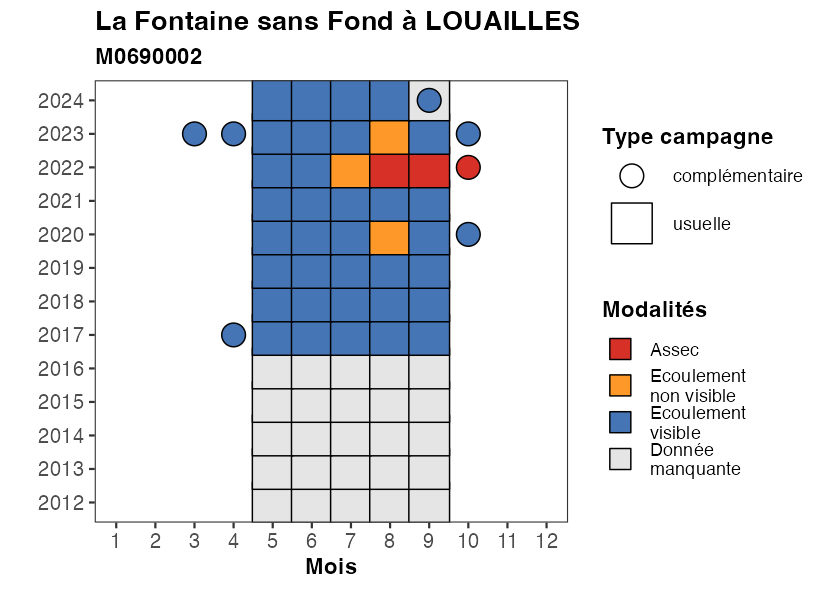 La Fontaine sans Fond à LOUAILLES
M0690002
2024
2023
2022
2021
2020
2019
2018
2017
2016
2015
2014
2013
2012
1 2 3 4 5 6 7 8 9 10 11 12
Mois
Type campagne
complémentaire
usuelle
Modalités
Assec
Ecoulement
non visible
Ecoulement
visible
Donnée
manquante